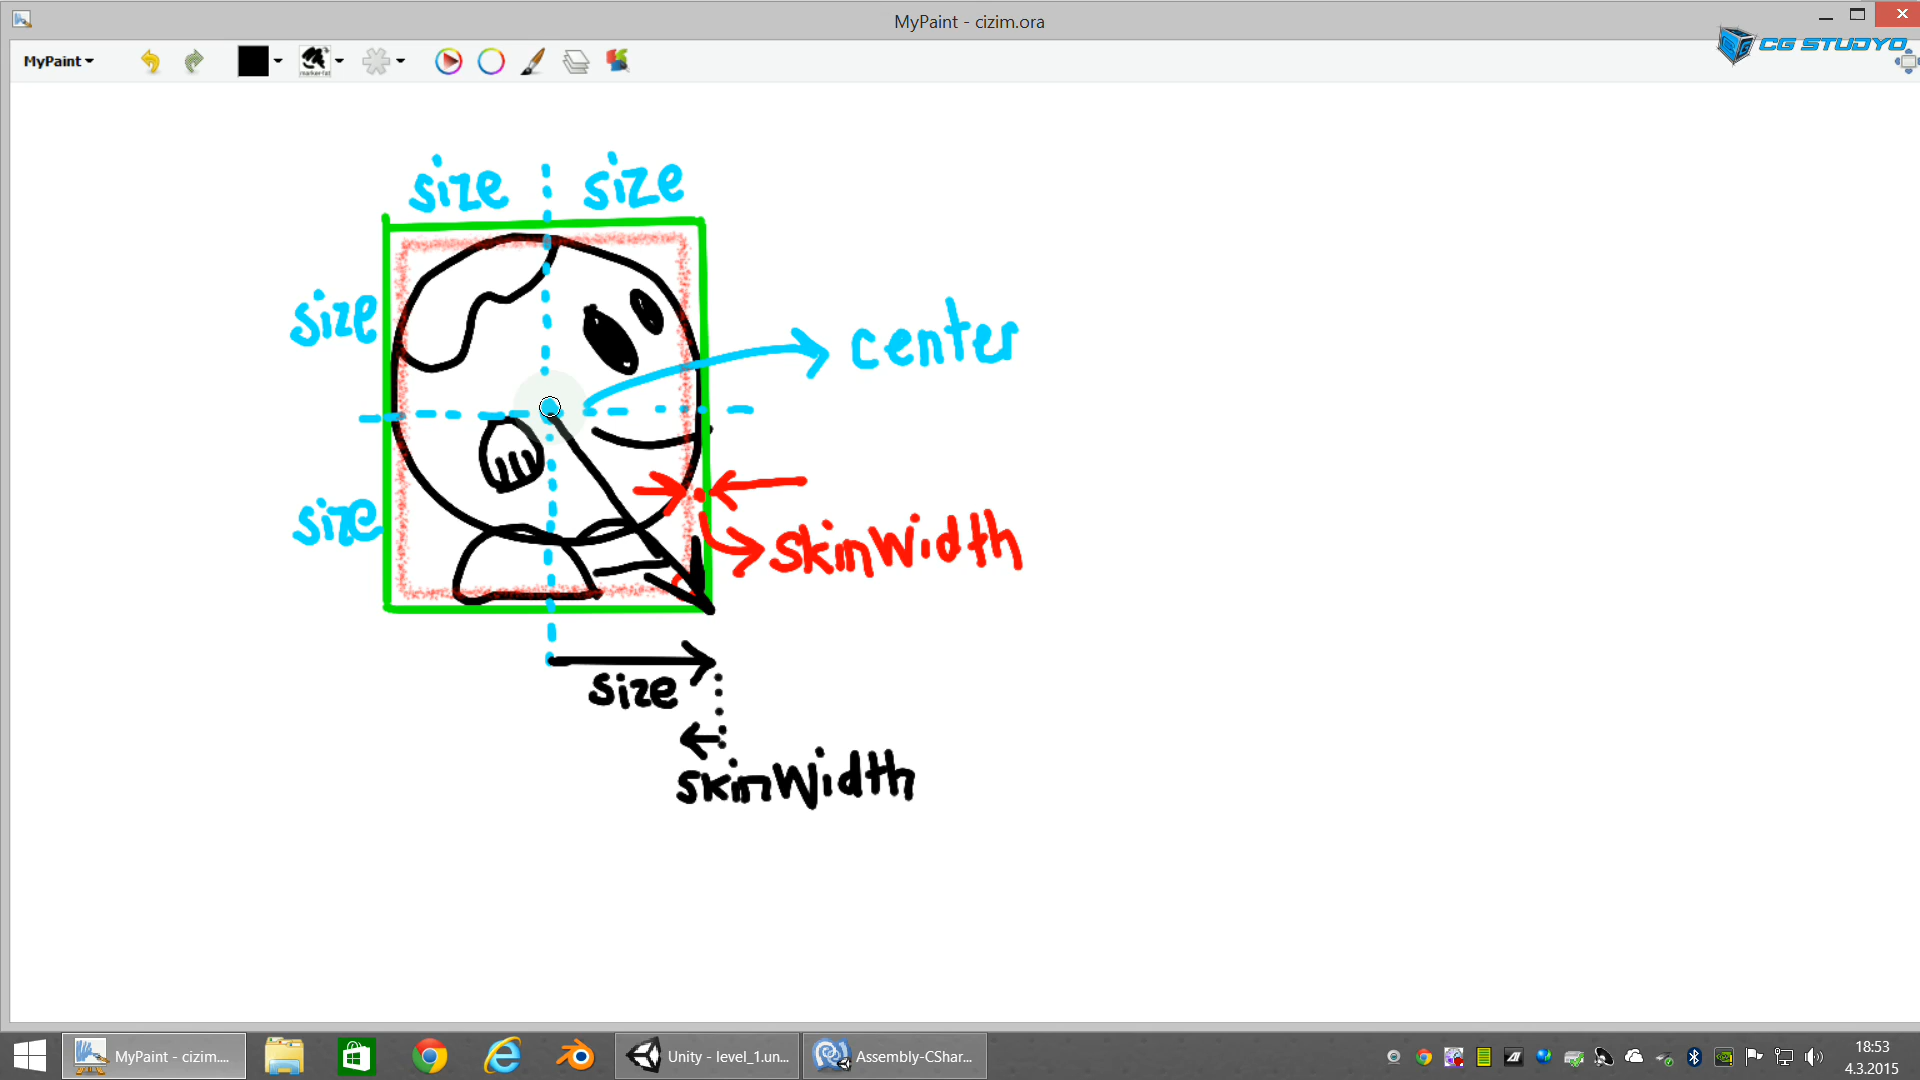 MyPaint - cizim.ora
MyPaint
CG STUDYO
size size
size
center
size
skinWidth
size
skinWidth
MyPaint - cizim....
Unity - level_1.un...
Assembly-CShar...
18:53
4.3.2015